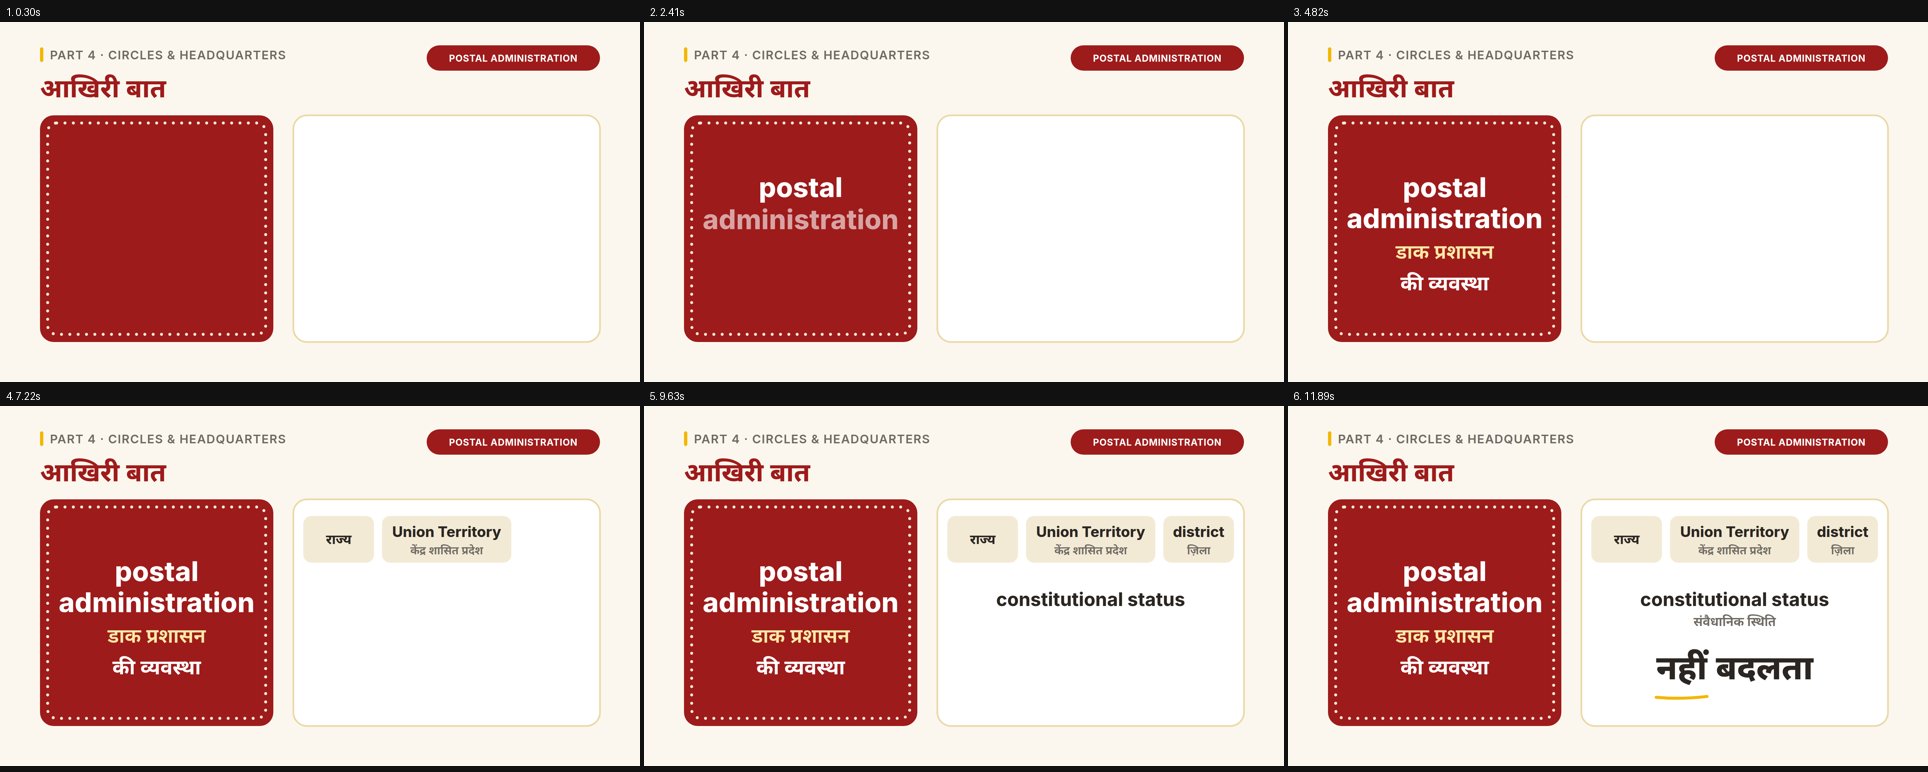 1. 0.30s
PART 4 · CIRCLES & HEADQUARTERS
POSTAL ADMINISTRATION
आखिरी बात
2. 2.41s
PART 4 · CIRCLES & HEADQUARTERS
POSTAL ADMINISTRATION
आखिरी बात
postal
administration
3. 4.82s
PART 4 · CIRCLES & HEADQUARTERS
POSTAL ADMINISTRATION
आखिरी बात
postal
administration
डाक प्रशासन
की व्यवस्था
4. 7.22s
PART 4 · CIRCLES & HEADQUARTERS
POSTAL ADMINISTRATION
आखिरी बात
postal
administration
डाक प्रशासन
की व्यवस्था
राज्य
Union Territory
केंद्र शासित प्रदेश
5. 9.63s
PART 4 · CIRCLES & HEADQUARTERS
POSTAL ADMINISTRATION
आखिरी बात
postal
administration
डाक प्रशासन
की व्यवस्था
राज्य
Union Territory
केंद्र शासित प्रदेश
district
ज़िला
constitutional status
6. 11.89s
PART 4 · CIRCLES & HEADQUARTERS
POSTAL ADMINISTRATION
आखिरी बात
postal
administration
डाक प्रशासन
की व्यवस्था
राज्य
Union Territory
केंद्र शासित प्रदेश
district
ज़िला
constitutional status
संवैधानिक स्थिति
नहीं बदलता